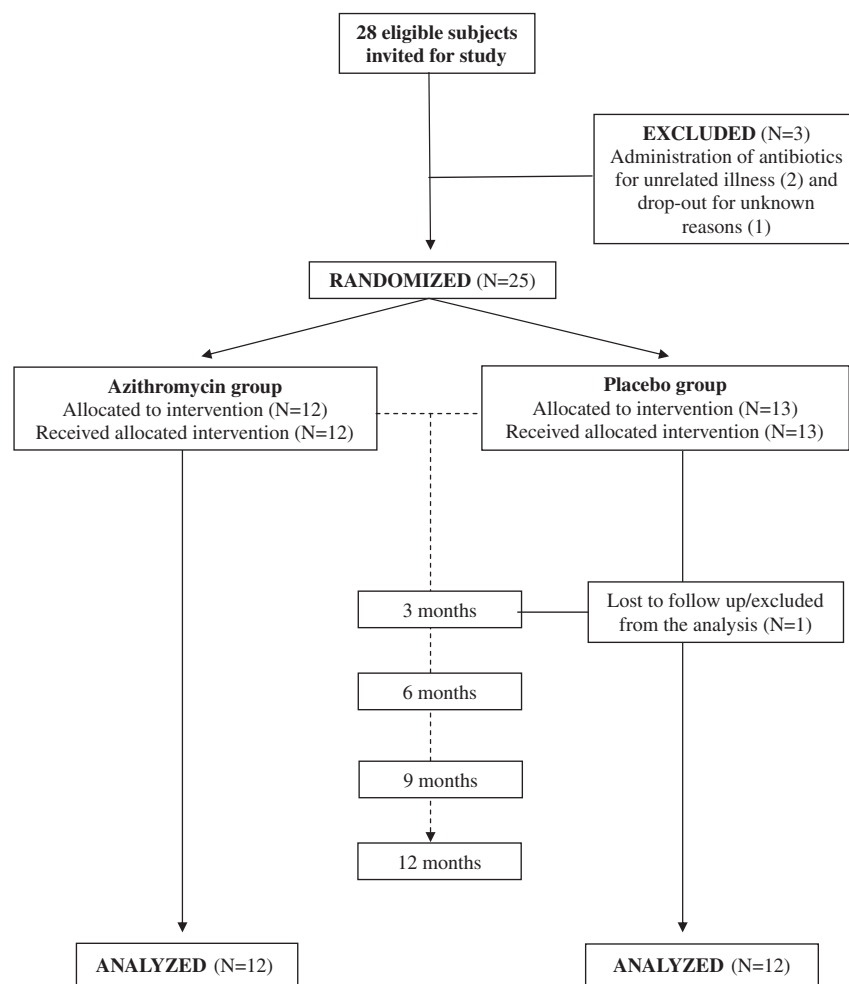 28 eligible subjects
invited for study
EXCLUDED (N=3)
Administration of antibiotics
for unrelated illness (2) and
drop-out for unknown
reasons (1)
RANDOMIZED (N=25)
Azithromycin group
Allocated to intervention (N=12)
Received allocated intervention (N=12)
Placebo group
Allocated to intervention (N=13)
Received allocated intervention (N=13)
3 months
Lost to follow up/excluded
from the analysis (N=1)
6 months
9 months
12 months
ANALYZED (N=12)
ANALYZED (N=12)